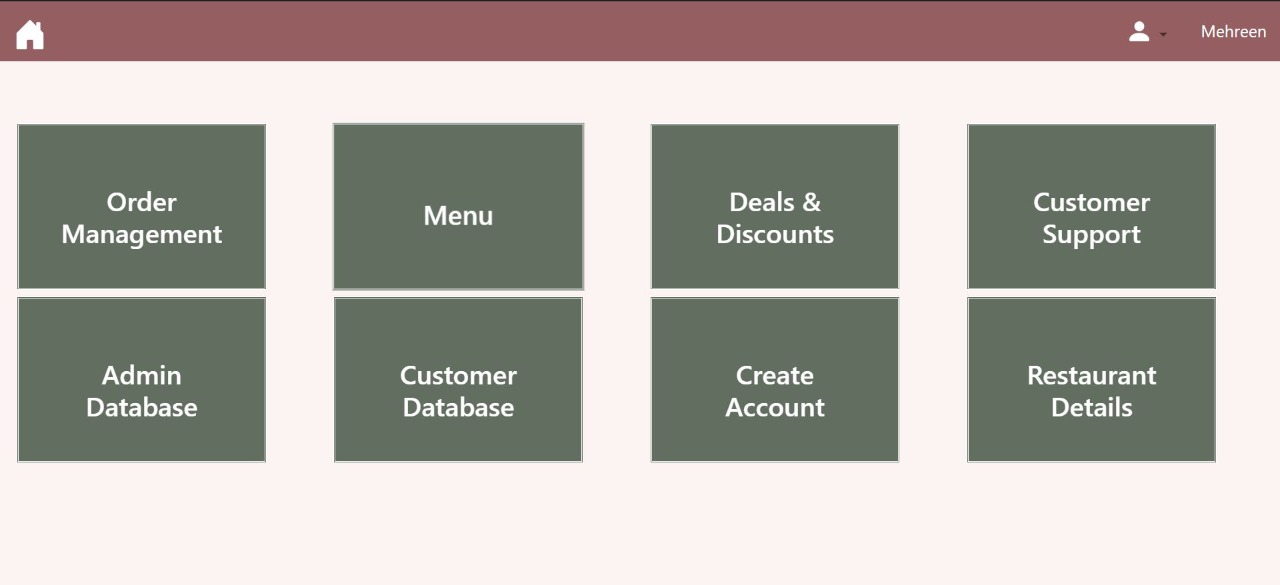 Mehreen
Order
Management
Menu
Deals &
Discounts
Customer
Support
Admin
Database
Customer
Database
Create
Account
Restaurant
Details